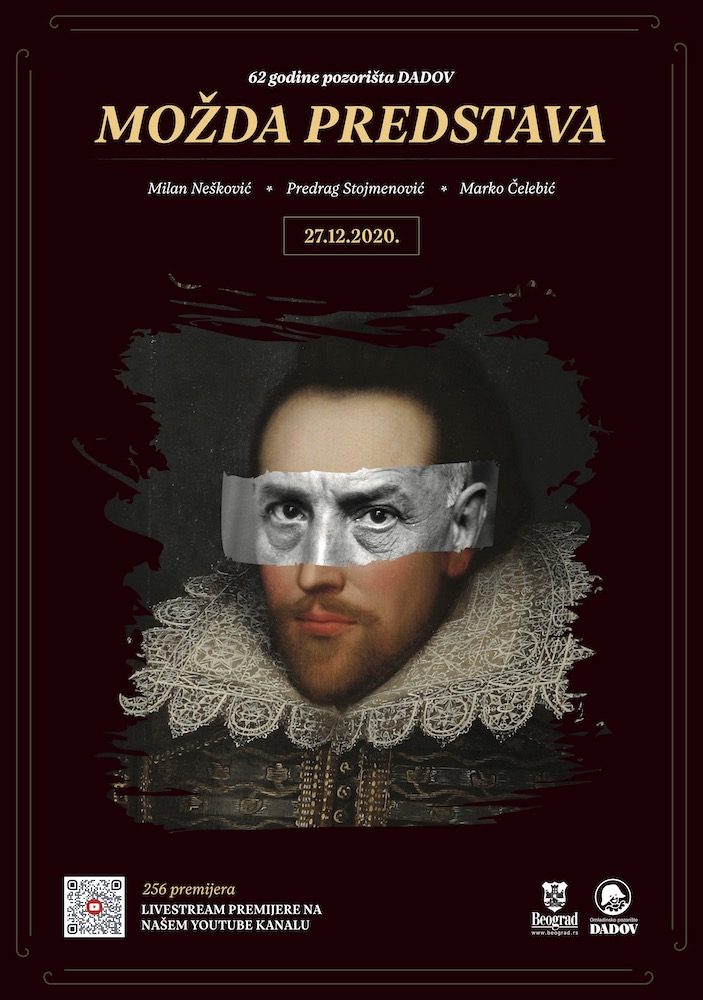 62 godine pozorišta DADOV
MOŽDA PREDSTAVA
Milan Nešković * Predrag Stojmenović * Marko Čelebić
27.12.2020.
256 premijera
LIVESTREAM PREMIJERE NA
NAŠEM YOUTUBE KANALU
Beograd
www.beograd.rs
Omladinsko pozorište
DADOV